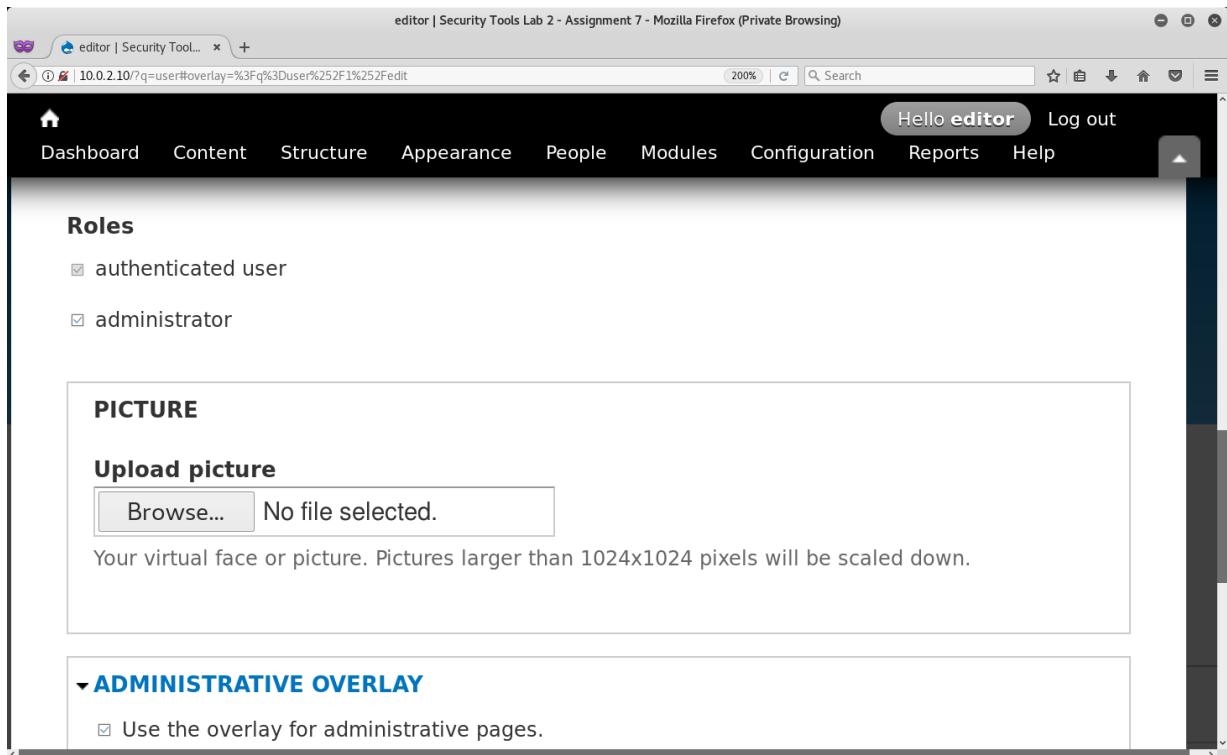 editor | Security Tools Lab 2 - Assignment 7 - Mozilla Firefox (Private Browsing)
editor | Security Tool... × +
10.0.2.10/?q=user#overlay=%3Fq%3Duser%252F1%252Fedit 200% Search
Hello editor Log out
Dashboard Content Structure Appearance People Modules Configuration Reports Help
Roles
authenticated user
administrator
PICTURE
Upload picture
Browse... No file selected.
Your virtual face or picture. Pictures larger than 1024x1024 pixels will be scaled down.
ADMINISTRATIVE OVERLAY
Use the overlay for administrative pages.